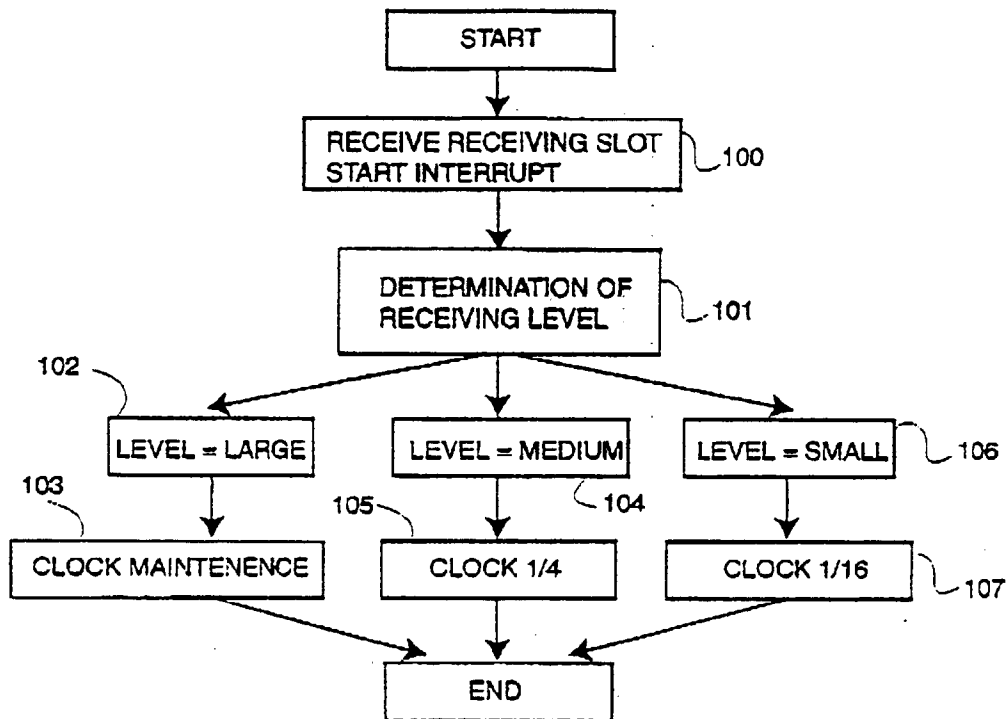 START
RECEIVE RECEIVING SLOT
START INTERRUPT
100
DETERMINATION OF
RECEIVING LEVEL
101
102
LEVEL = LARGE
LEVEL = MEDIUM
104
LEVEL = SMALL
106
103
CLOCK MAINTENENCE
105
CLOCK 1/4
CLOCK 1/16
107
END